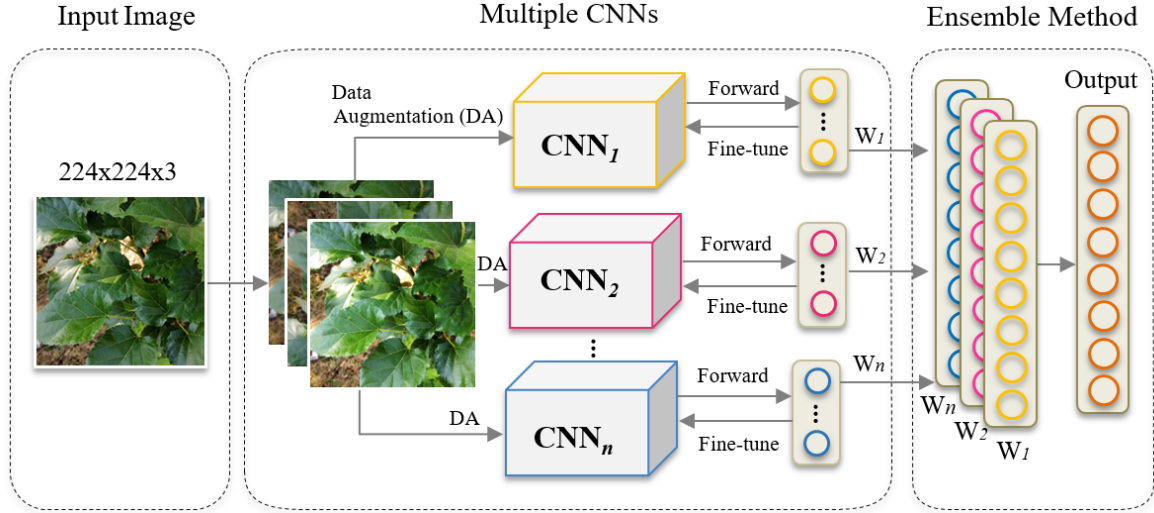 Input Image
Multiple CNNs
Ensemble Method
224x224x3
Data
Augmentation (DA)
CNN1
Forward
Fine-tune
W1
DA
CNN2
Forward
Fine-tune
W2
DA
CNNn
Forward
Fine-tune
Wn
Output
Wn
W2
W1